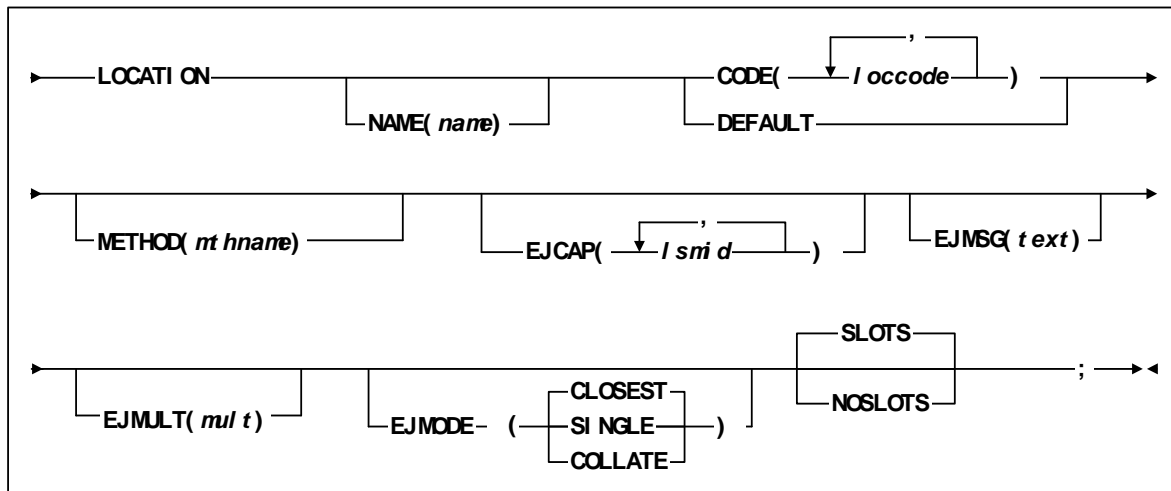 ,
LOCATION CODE( loccode )
NAME( name) DEFAULT
,
METHOD( mthname) EJCAP( lsmid ) EJMSG( text)
SLOTS
;
EJMULT( mult) CLOSEST NOSLOTS
EJMODE ( SINGLE )
COLLATE